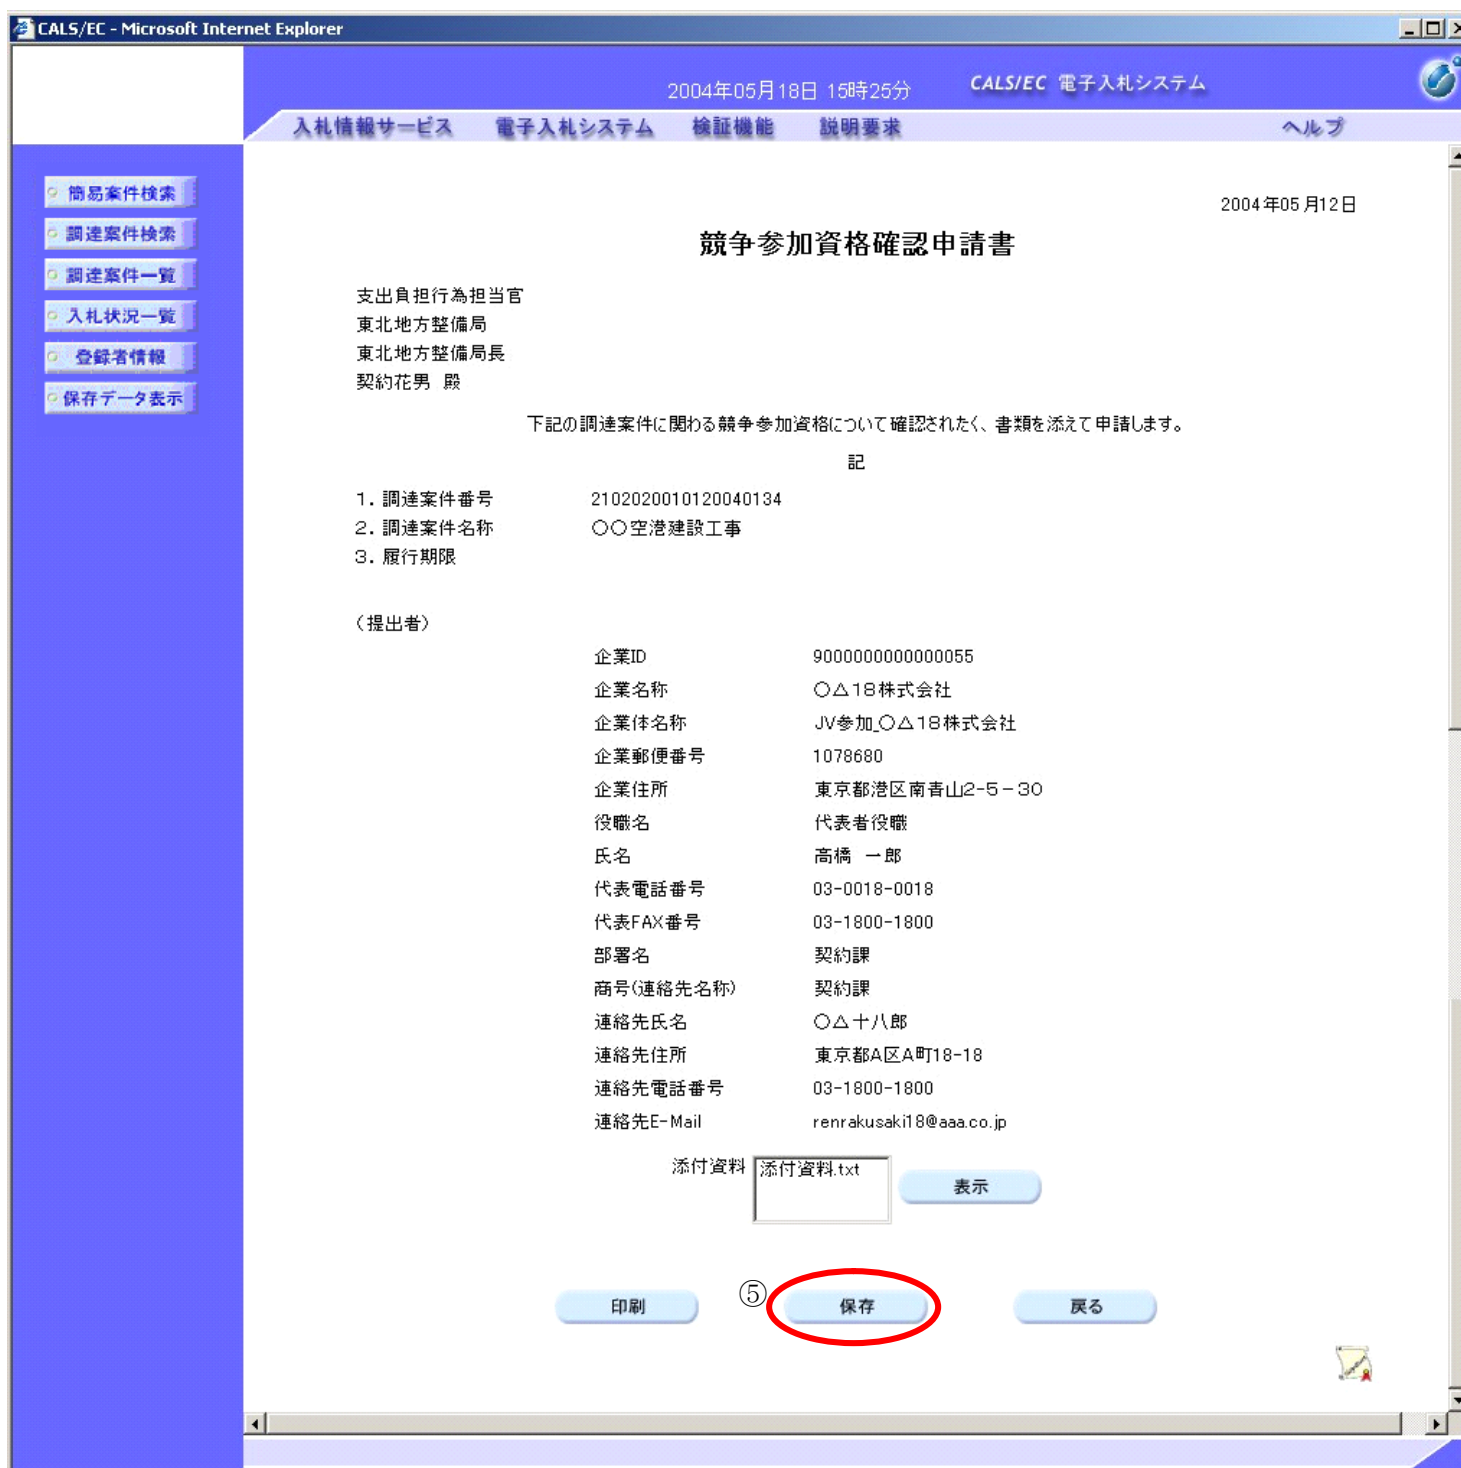 CALS/EC - Microsoft Internet Explorer
2004年05月18日 15時25分
CALS/EC 電子入札システム
入札情報サービス 電子入札システム 検証機能 説明要求 ヘルプ
簡易案件検索
調達案件検索
調達案件一覧
入札状況一覧
登録者情報
保存データ表示
2004年05月12日
競争参加資格確認申請書
支出負担行為担当官
東北地方整備局
東北地方整備局長
契約花男 殿
下記の調達案件に関わる競争参加資格について確認されたく、書類を添えて申請します。
記
1．調達案件番号 2102020010120040134
2．調達案件名称 〇〇空港建設工事
3．履行期限
（提出者）
企業ID 9000000000000055
企業名称 〇△18株式会社
企業体名称 JV参加_〇△18株式会社
企業郵便番号 1078680
企業住所 東京都港区南青山2-5－30
役職名 代表者役職
氏名 高橋 一郎
代表電話番号 03-0018-0018
代表FAX番号 03-1800-1800
部署名 契約課
商号(連絡先名称) 契約課
連絡先氏名 〇△十八郎
連絡先住所 東京都A区A町18-18
連絡先電話番号 03-1800-1800
連絡先E-Mail renrakusaki18@aaa.co.jp
添付資料 添付資料.txt 表示
印刷 ⑤ 保存 戻る